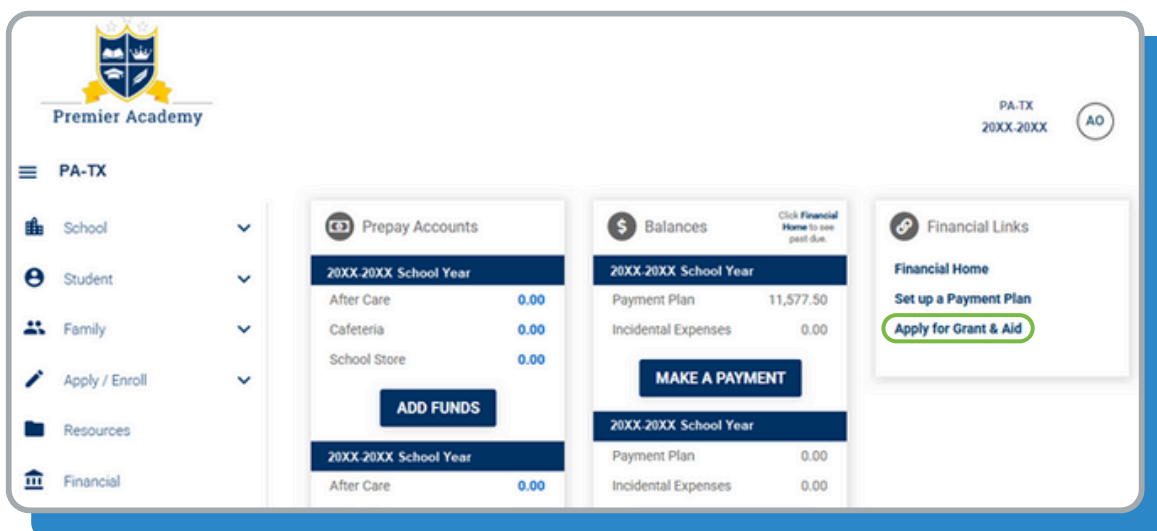 Premier Academy
PA-TX
20XX-20XX
AO
PA-TX
School
Student
Family
Apply / Enroll
Resources
Financial
Prepay Accounts
20XX-20XX School Year
After Care 0.00
Cafeteria 0.00
School Store 0.00
ADD FUNDS
20XX-20XX School Year
After Care 0.00
Balances
Click Financial
Home to see
past due.
20XX-20XX School Year
Payment Plan 11,577.50
Incidental Expenses 0.00
MAKE A PAYMENT
20XX-20XX School Year
Payment Plan 0.00
Incidental Expenses 0.00
Financial Links
Financial Home
Set up a Payment Plan
Apply for Grant & Aid